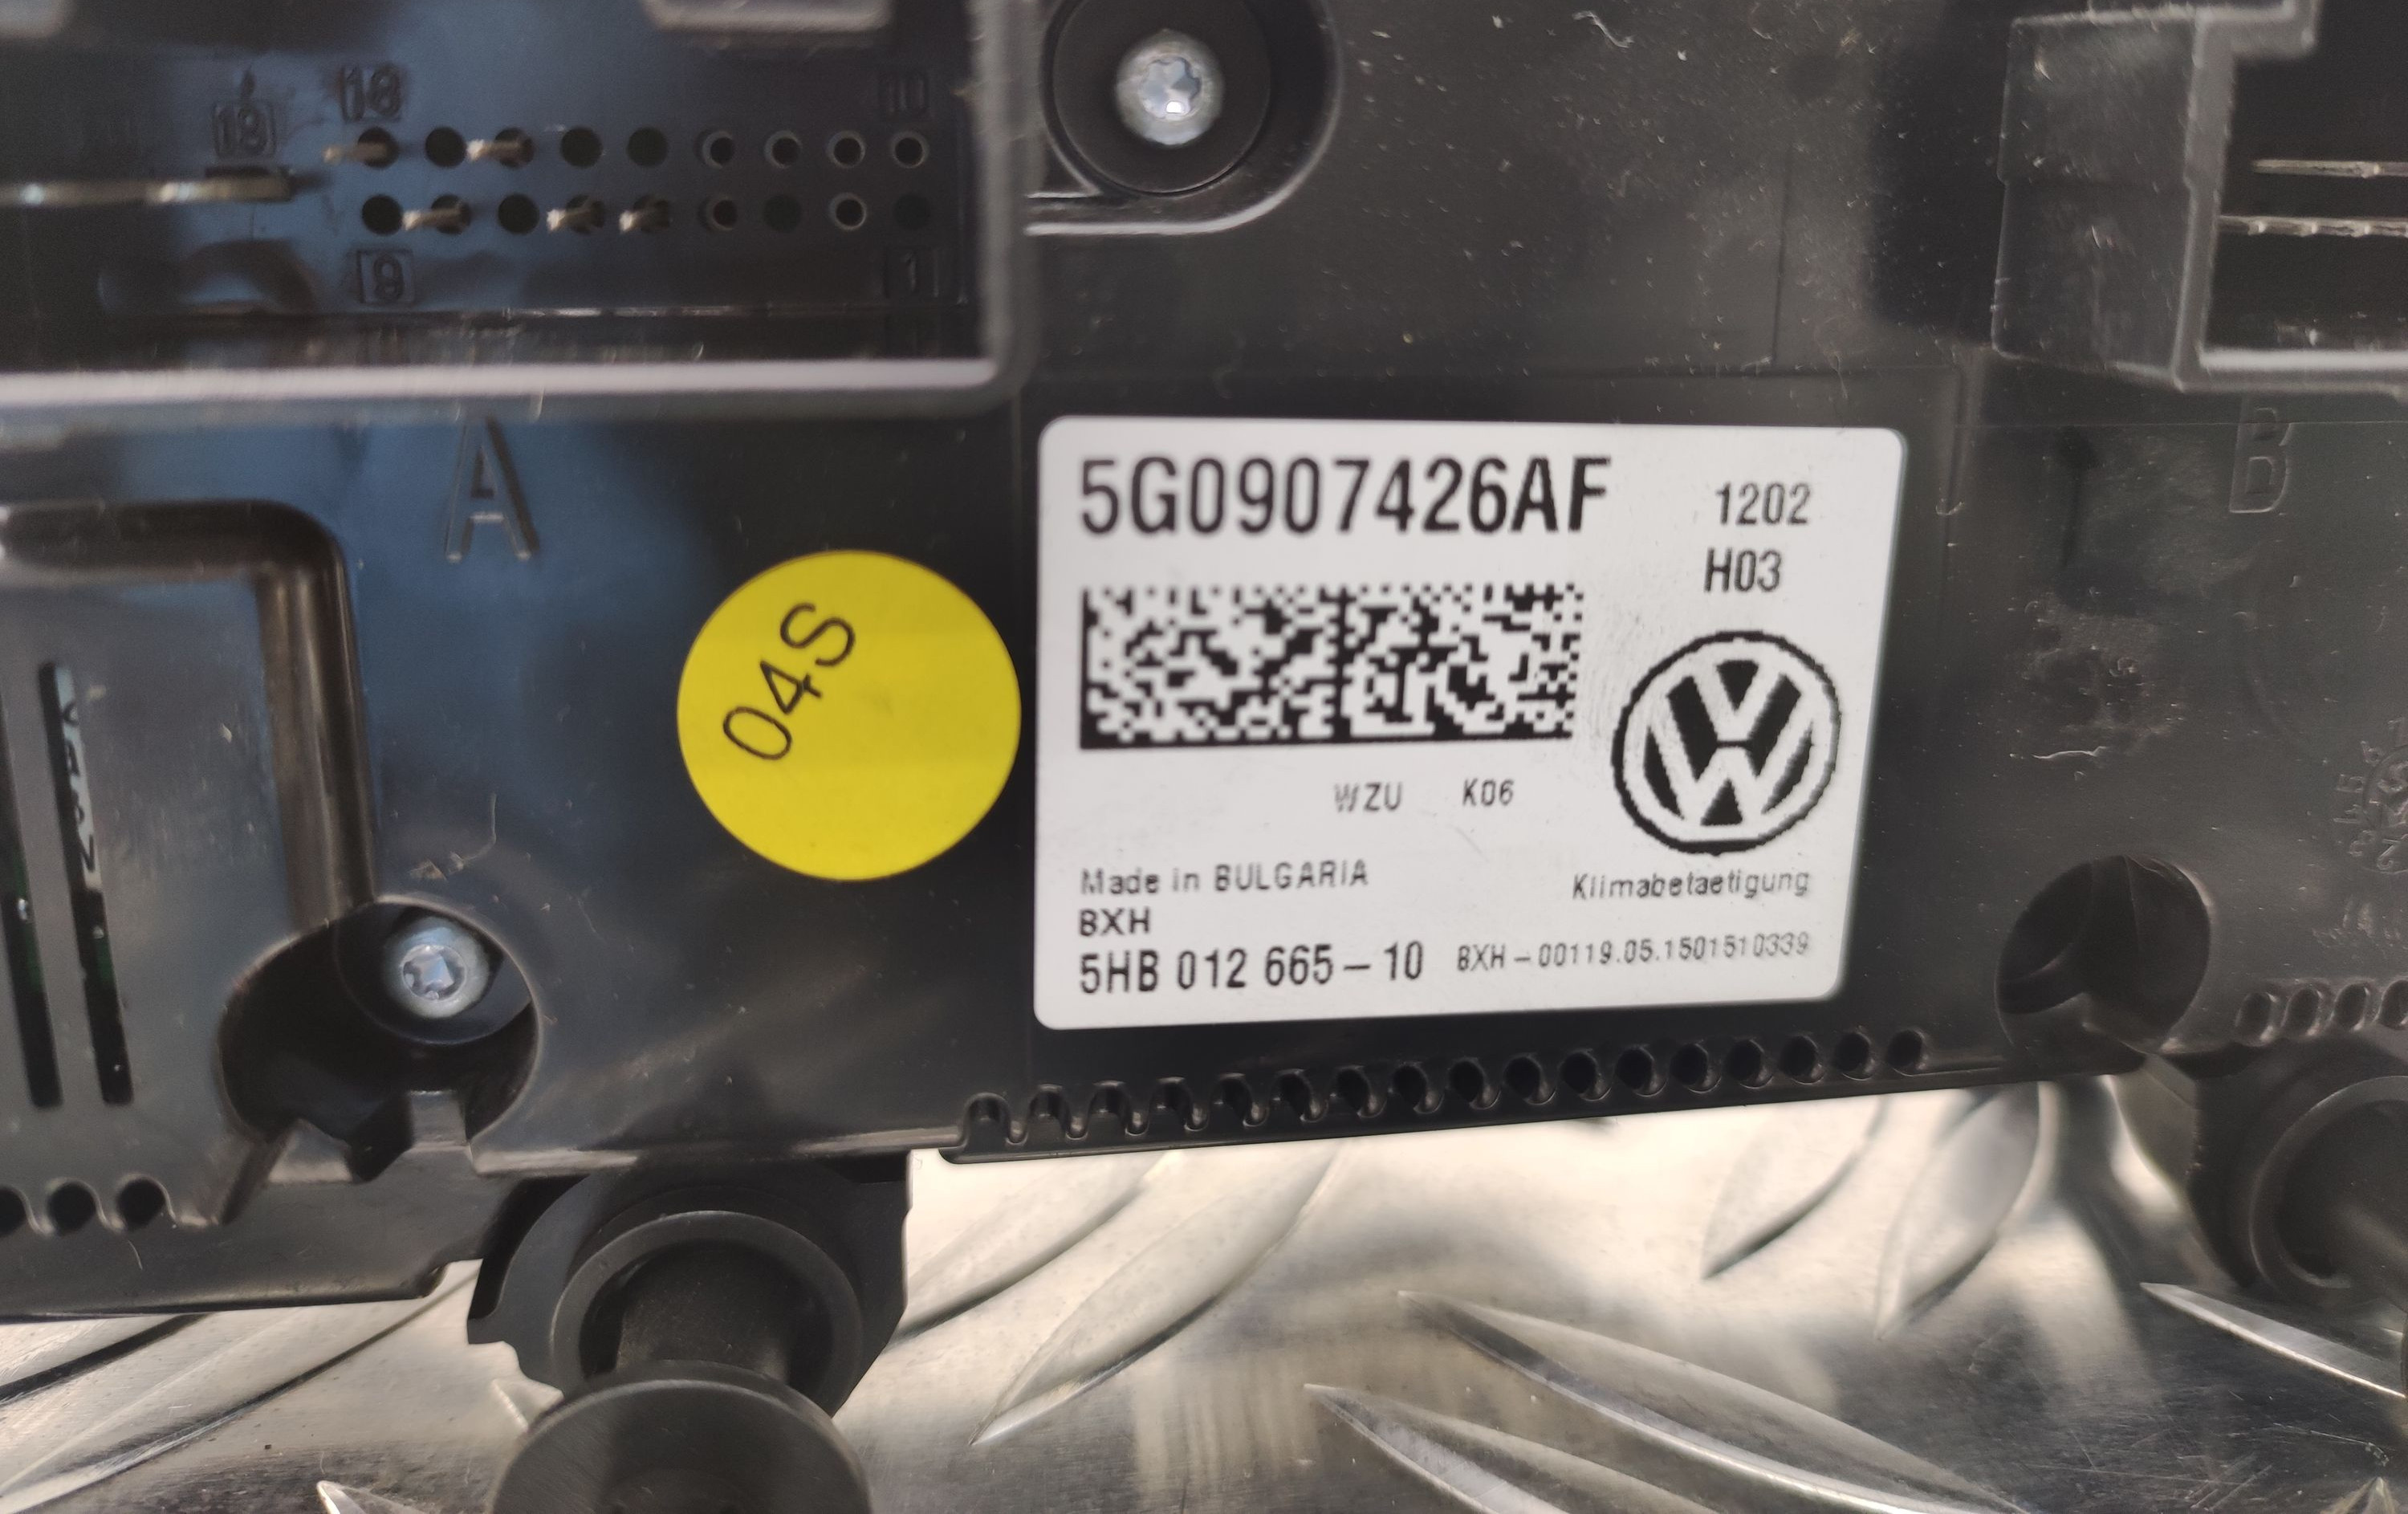 18
16
10
9
1
A
B
04S
5G0907426AF
1202
H03
WZU K06
Made in BULGARIA
Klimabetaetigung
BXH
5HB 012 665-10
BXH-00119.05.1501510339